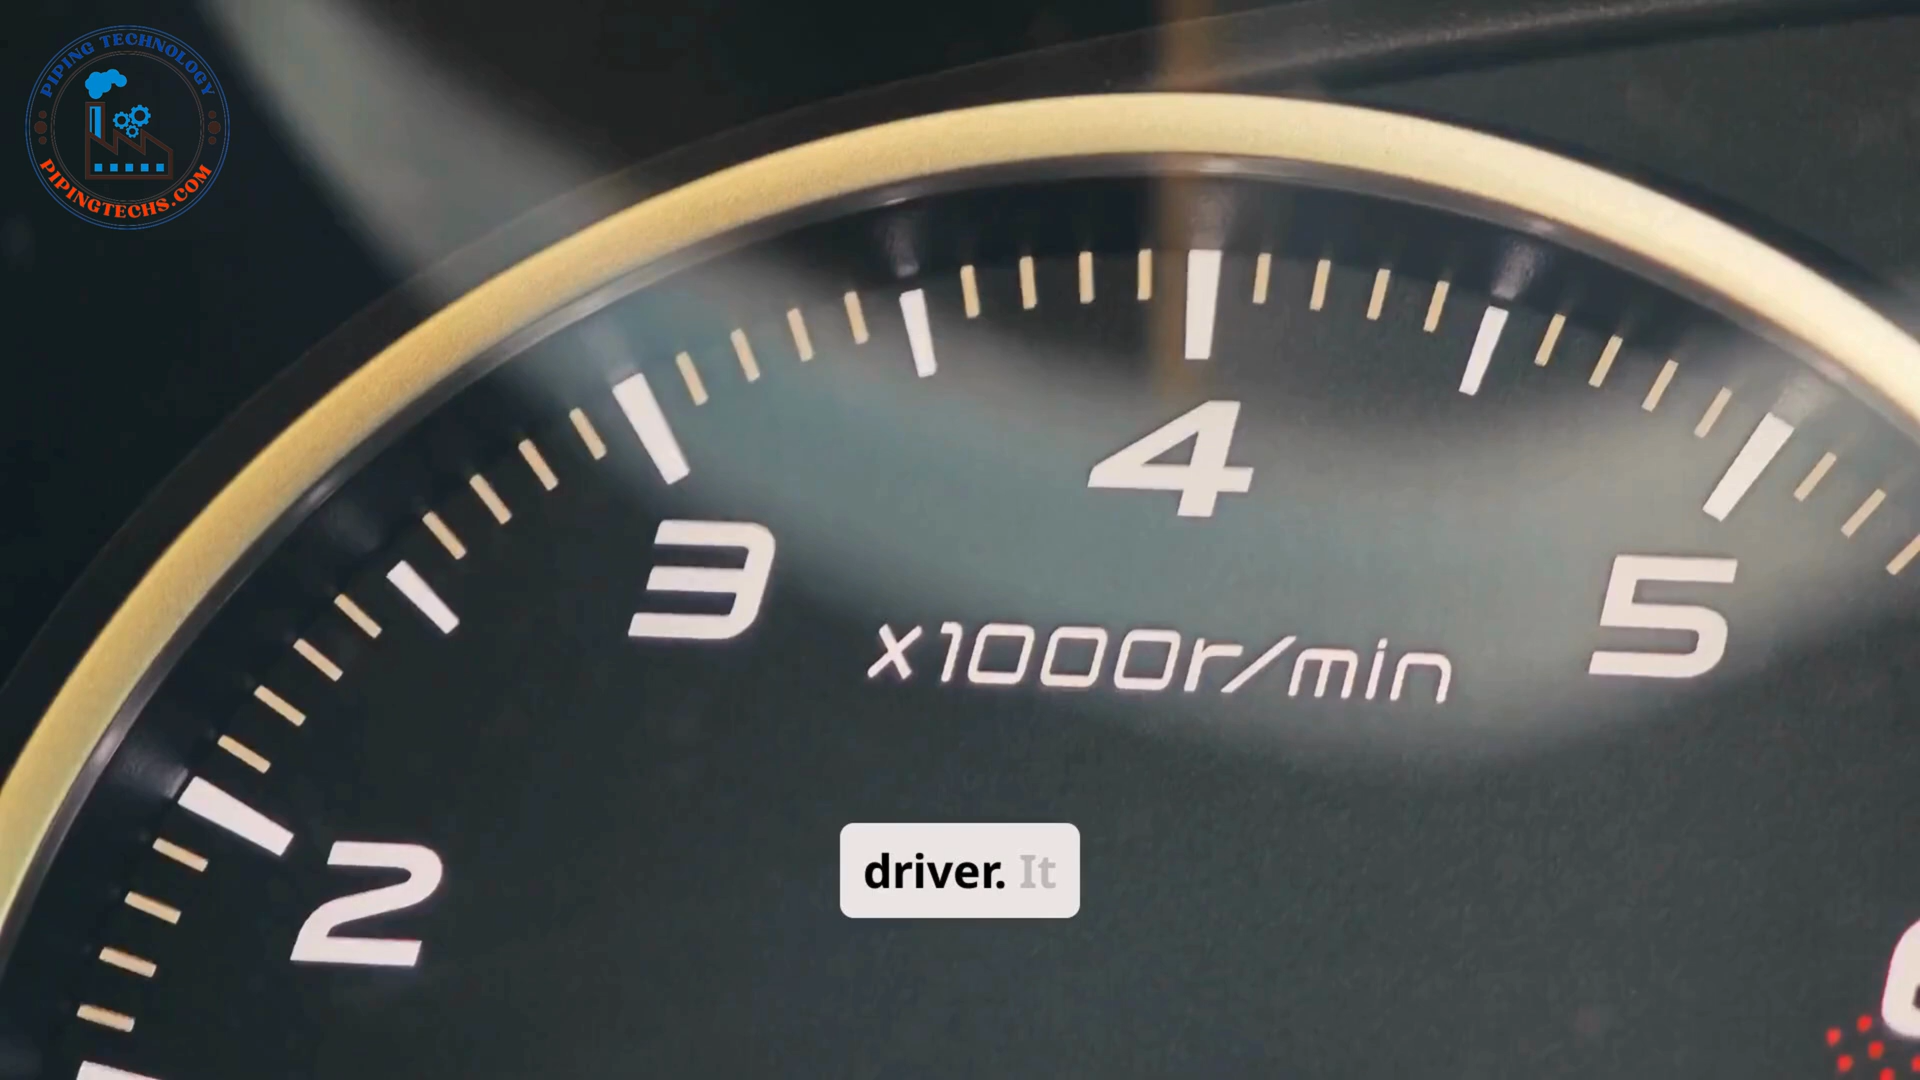 PIPING TECHNOLOGY
PIPINGTECHS.COM
4
3
5
x1000r/min
2
driver. It